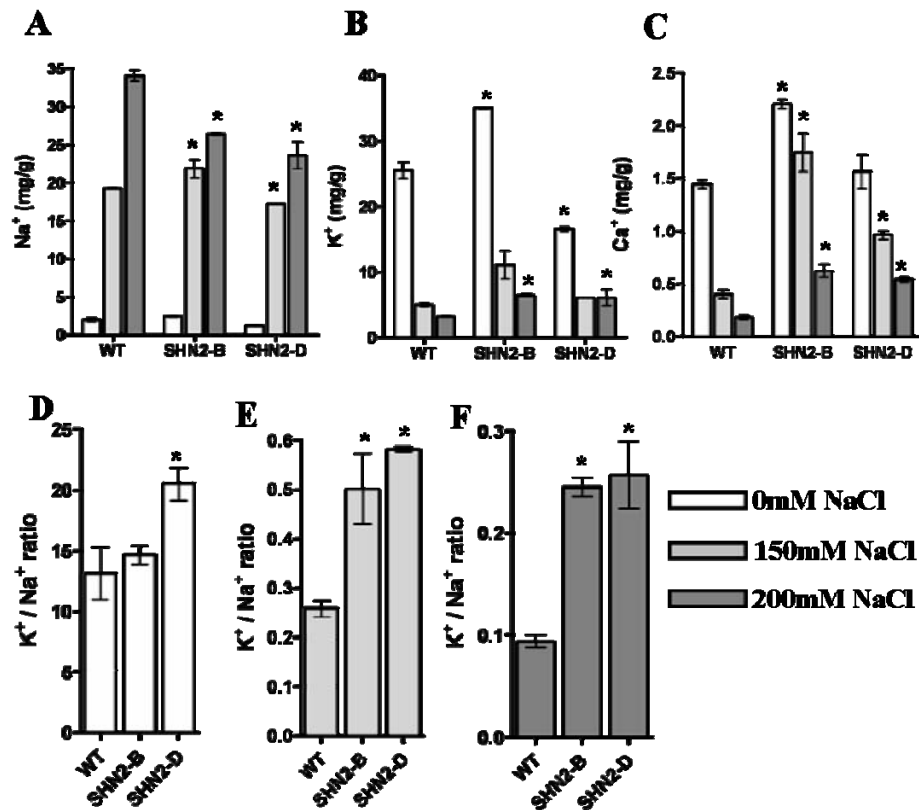 A
Na+ (mg/g)
35
30
25
20
15
10
5
0
* * * *
WT SHN2-B SHN2-D
B
K+ (mg/g)
40
30
20
10
0
* * * *
WT SHN2-B SHN2-D
C
Ca+ (mg/g)
2.5
2.0
1.5
1.0
0.5
0.0
* * * * *
WT SHN2-B SHN2-D
D
K+ / Na+ ratio
25
20
15
10
5
0
*
WT SHN2-B SHN2-D
E
K+ / Na+ ratio
0.6
0.5
0.4
0.3
0.2
0.1
0.0
* *
WT SHN2-B SHN2-D
F
K+ / Na+ ratio
0.3
0.2
0.1
0.0
* *
WT SHN2-B SHN2-D
0mM NaCl
150mM NaCl
200mM NaCl